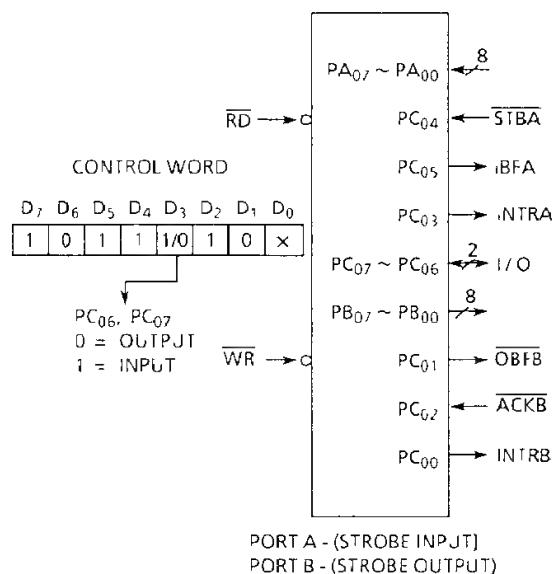 PA07 ~ PA00 8
RD PC04 STBA
CONTROL WORD PC05 IBFA
D7 D6 D5 D4 D3 D2 D1 D0
PC03 INTRA
1 0 1 1 1/0 1 0 ×
PC07 ~ PC06 2 I/O
PC06, PC07
0 = OUTPUT
1 = INPUT
PB07 ~ PB00 8
WR PC01 OBFB
PC02 ACKB
PC00 INTRB
PORT A - (STROBE INPUT]
PORT B - (STROBE OUTPUT)